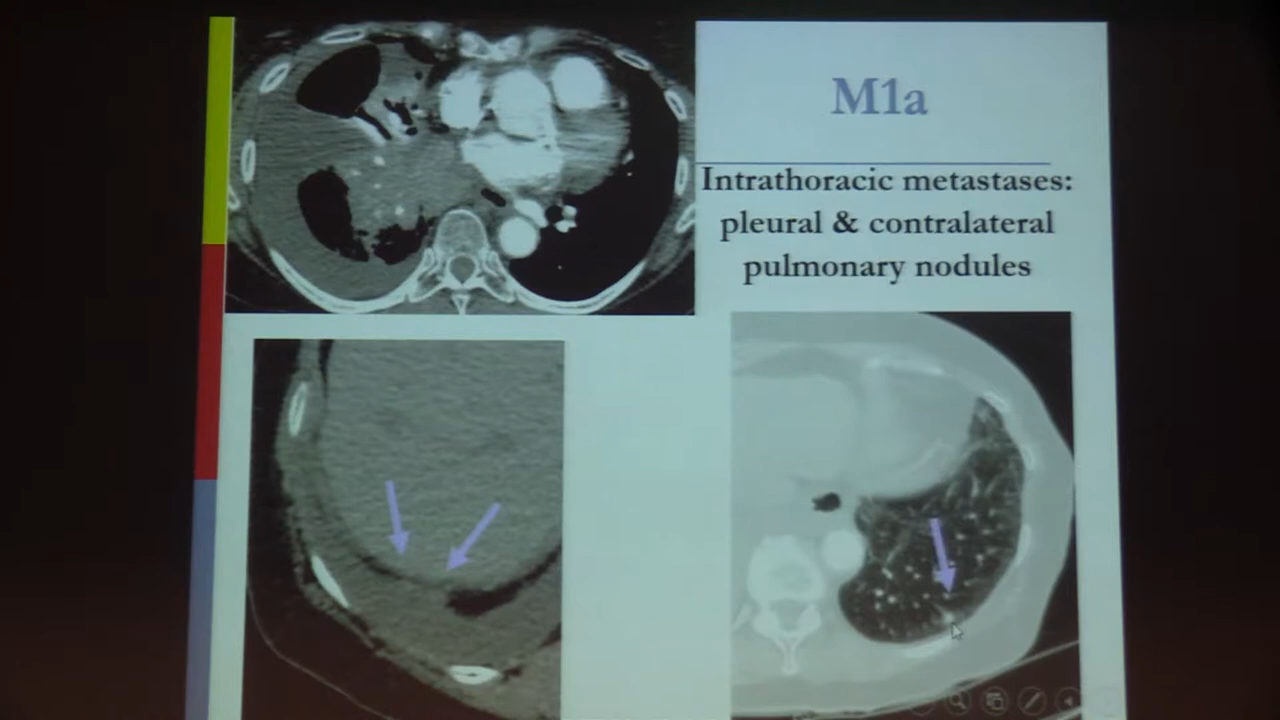 M1a
Intrathoracic metastases:
pleural & contralateral
pulmonary nodules